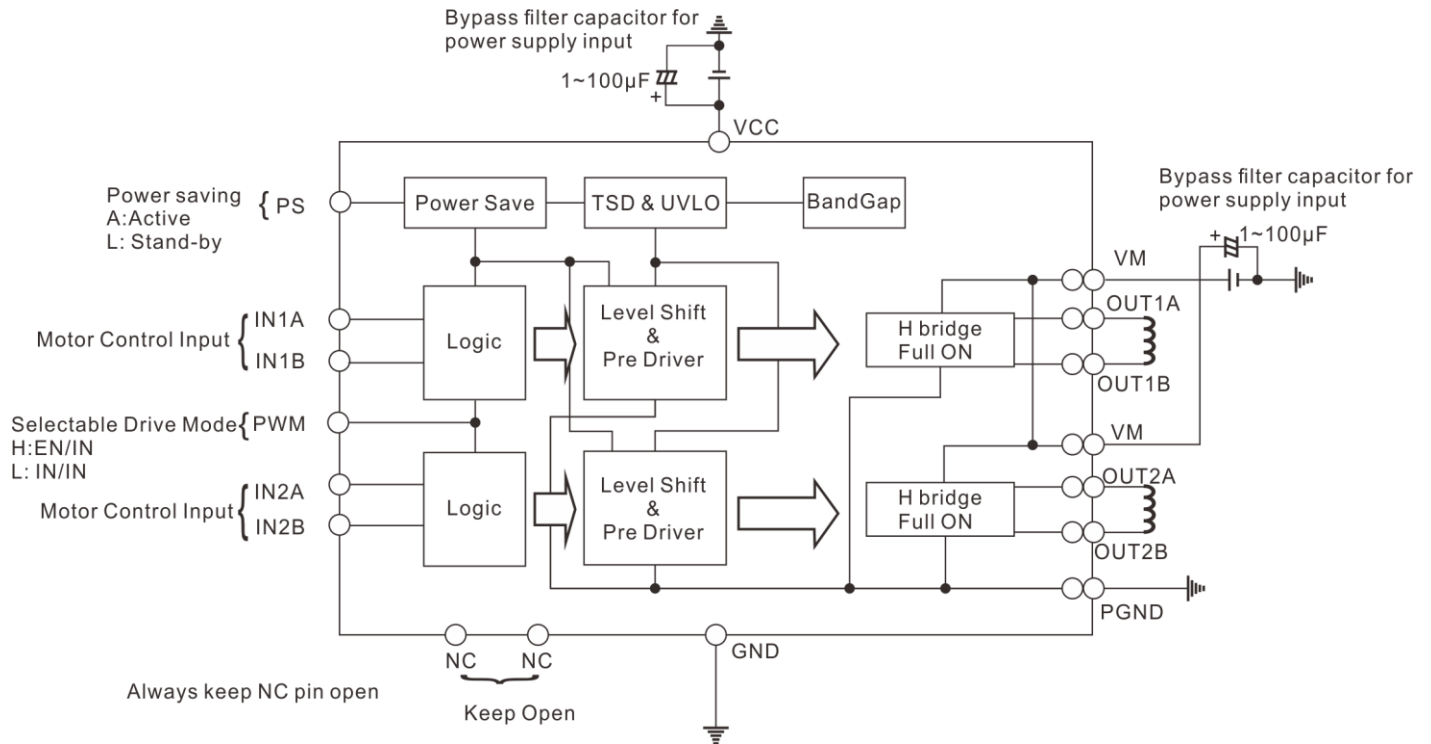 Bypass filter capacitor for
power supply input
1~100μF
+
VCC
Bypass filter capacitor for
power supply input
+
1~100μF
Power saving
A:Active
L: Stand-by
{ PS
Power Save
TSD & UVLO
BandGap
VM
Motor Control Input
IN1A
IN1B
Logic
Level Shift
&
Pre Driver
H bridge
Full ON
OUT1A
OUT1B
Selectable Drive Mode
H:EN/IN
L: IN/IN
{ PWM
VM
Motor Control Input
IN2A
IN2B
Logic
Level Shift
&
Pre Driver
H bridge
Full ON
OUT2A
OUT2B
PGND
NC
NC
GND
Always keep NC pin open
Keep Open